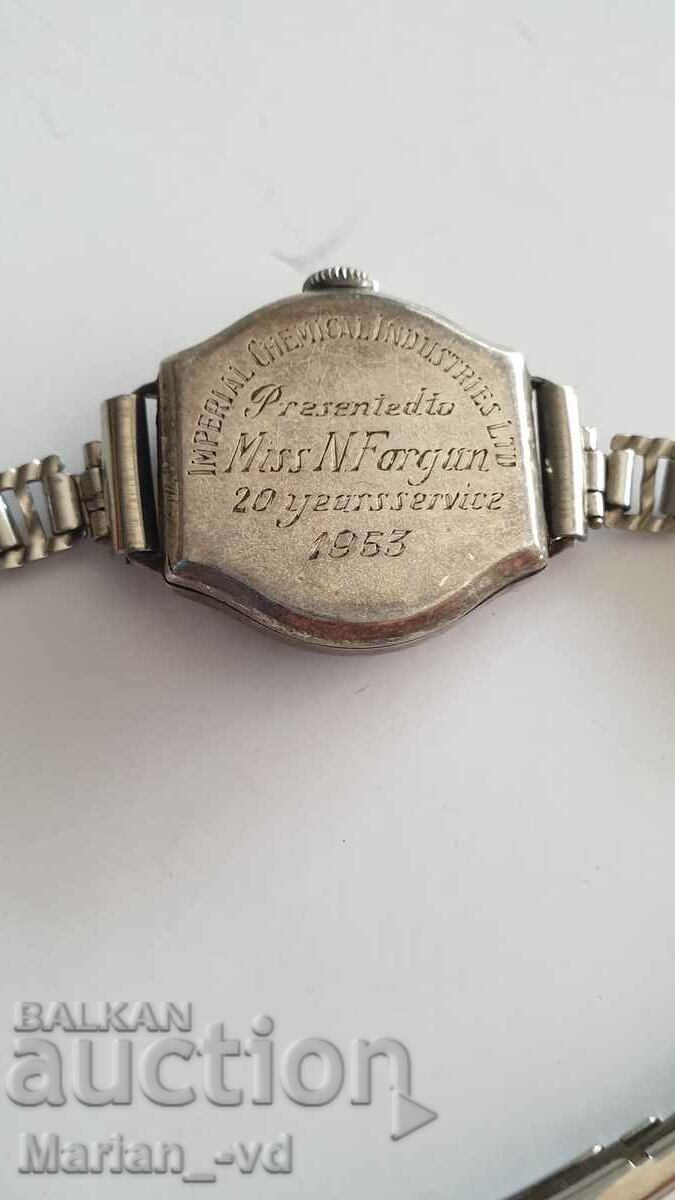 IMPERIAL CHEMICAL INDUSTRIES LTD
Presented to
Miss N Forgun
20 years service
1953
BALKAN
auction
Marian_-vd